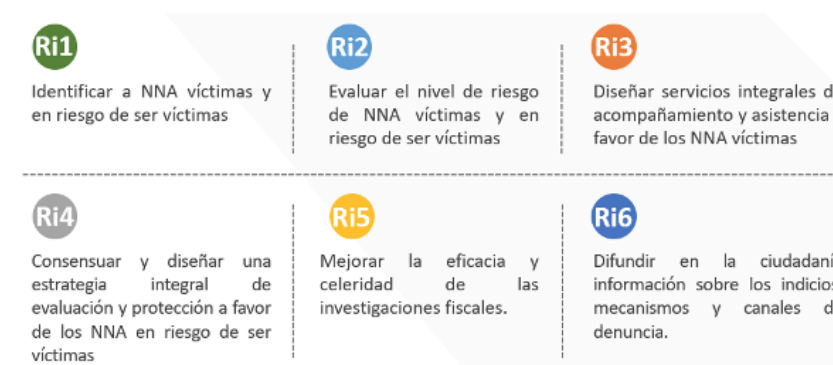 Ri1
Identificar a NNA víctimas y
en riesgo de ser víctimas
Ri2
Evaluar el nivel de riesgo
de NNA víctimas y en
riesgo de ser víctimas
Ri3
Diseñar servicios integrales d
acompañamiento y asistencia
favor de los NNA víctimas
Ri4
Consensuar y diseñar una
estrategia integral de
evaluación y protección a favor
de los NNA en riesgo de ser
víctimas
Ri5
Mejorar la eficacia y
celeridad de las
investigaciones fiscales.
Ri6
Difundir en la ciudadaní
información sobre los indicios
mecanismos y canales d
denuncia.